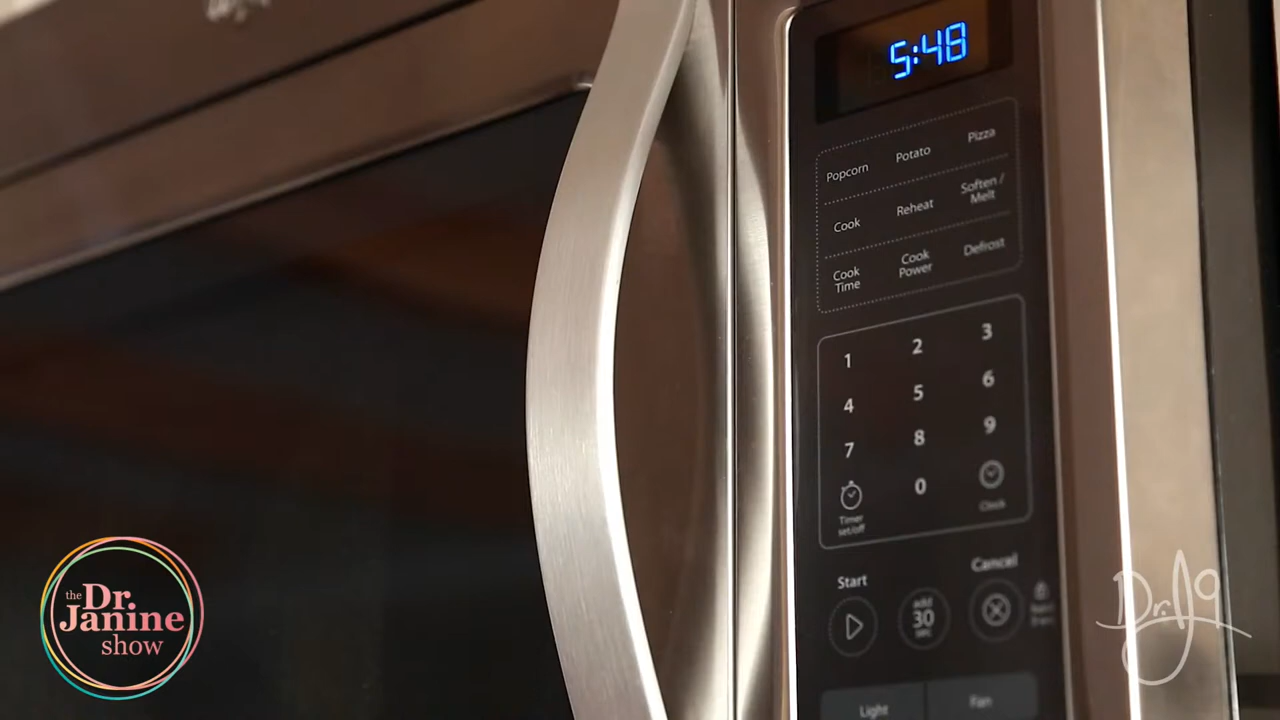 5:48
Popcorn Potato Pizza
Cook Reheat Soften /
Melt
Cook
Time
Cook
Power
Defrost
1 2 3
4 5 6
7 8 9
Timer
set/off
0
Clock
Start
Cancel
add
30
sec
Light Fan
the Dr.
Janine
show
Dr.J9